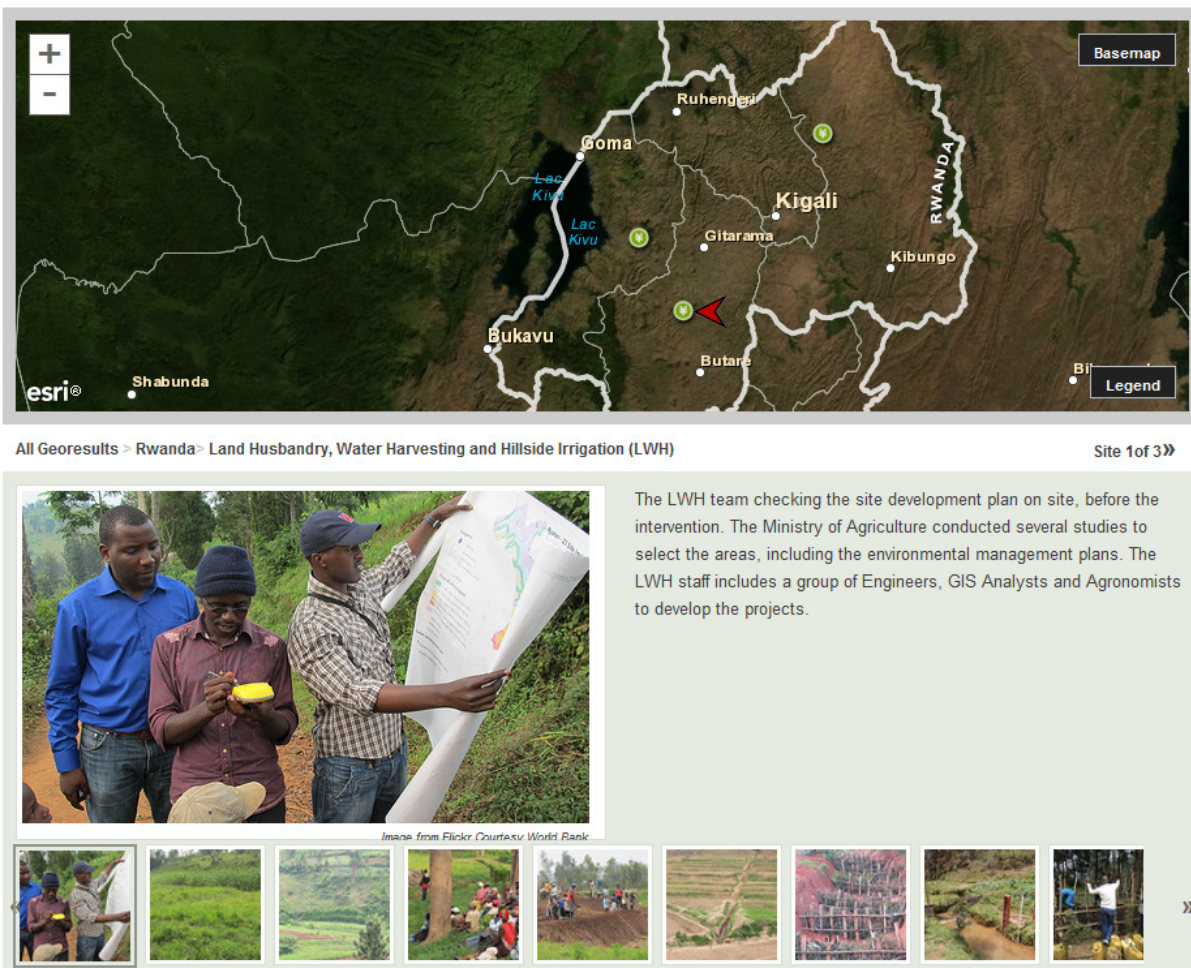 +
Basemap
-
Ruhengeri
Goma
Lac
Kivu
Kigali
RWANDA
Lac
Kivu
Gitarama
Kibungo
Bukavu
Butare
Shabunda
esri®
Legend
All Georesults > Rwanda> Land Husbandry, Water Harvesting and Hillside Irrigation (LWH)
Site 1of 3»
The LWH team checking the site development plan on site, before the
intervention. The Ministry of Agriculture conducted several studies to
select the areas, including the environmental management plans. The
LWH staff includes a group of Engineers, GIS Analysts and Agronomists
to develop the projects.
Image from Flickr Courtesy World Bank
»